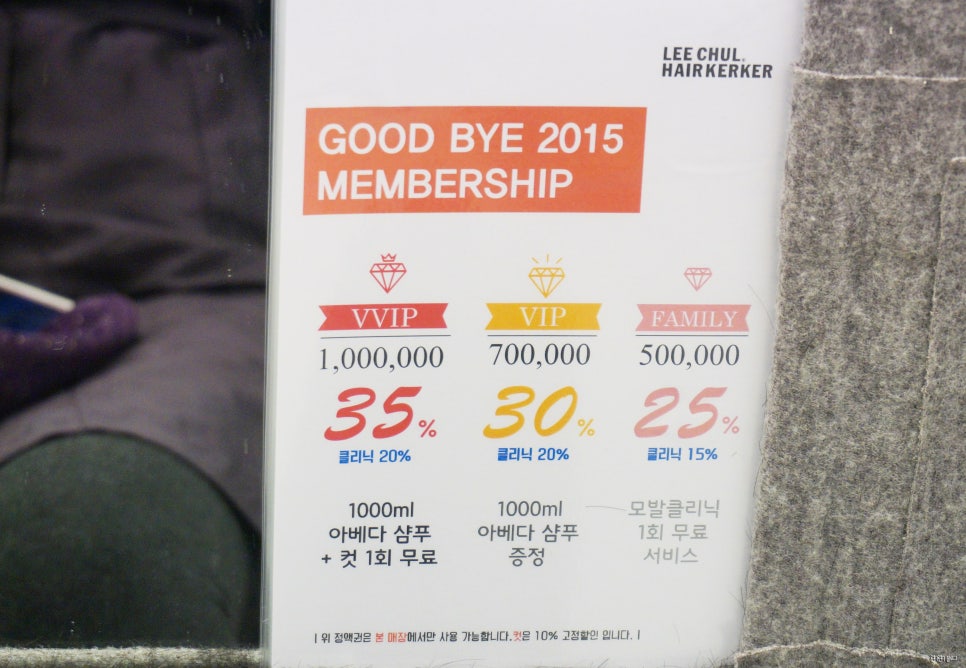 LEE CHUL.
HAIRKERKER
GOOD BYE 2015
MEMBERSHIP
VVIP
1,000,000
35%
클리닉 20%
1000ml
아베다 샴푸
+ 컷 1회 무료
VIP
700,000
30%
클리닉 20%
1000ml
아베다 샴푸
증정
FAMILY
500,000
25%
클리닉 15%
모발클리닉
1회 무료
서비스
| 위 정액권은 본 매장에서만 사용 가능합니다.컷은 10% 고정할인 입니다. |